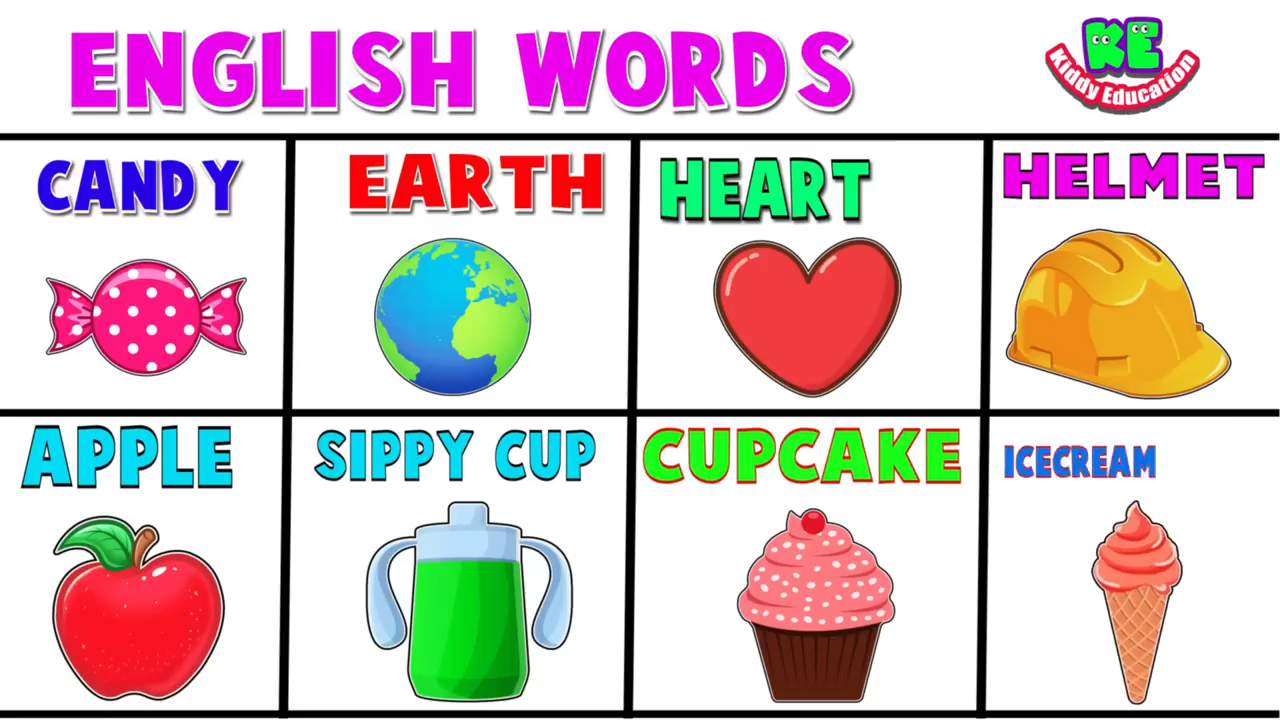 ENGLISH WORDS
KE
Kiddy Education
CANDY
EARTH
HEART
HELMET
APPLE
SIPPY CUP
CUPCAKE
ICECREAM